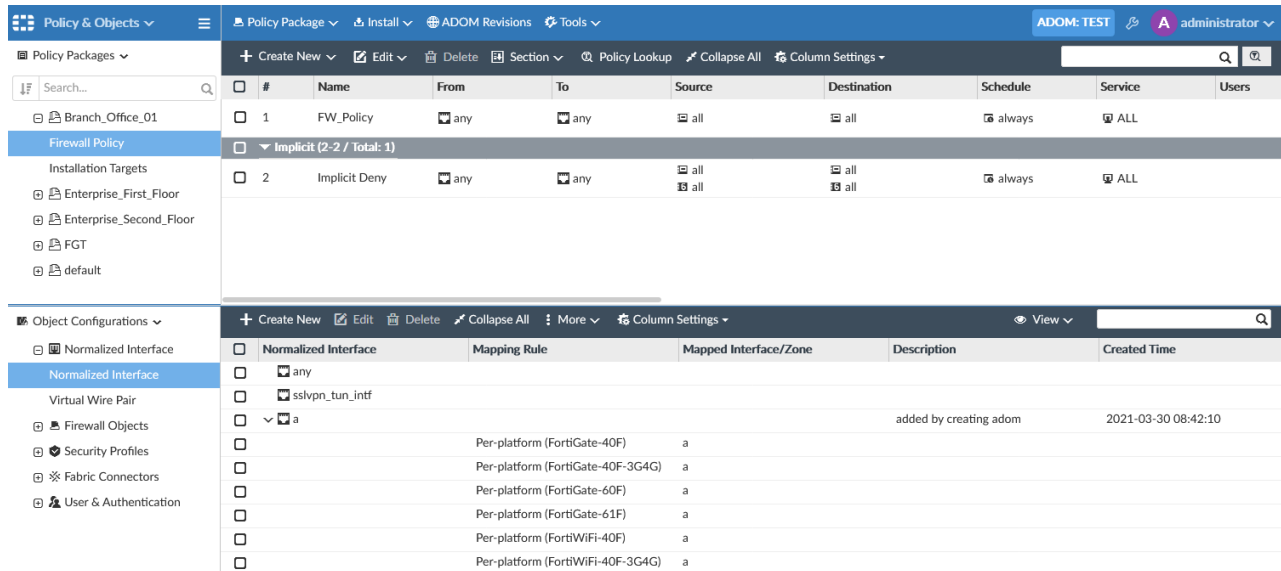 Policy & Objects
Policy Package Install ADOM Revisions Tools ADOM: TEST A administrator
Policy Packages
Create New Edit Delete Section Policy Lookup Collapse All Column Settings
Search...
# Name From To Source Destination Schedule Service Users
Branch_Office_01
1 FW_Policy any any all all always ALL
Firewall Policy
Implicit (2-2 / Total: 1)
Installation Targets
2 Implicit Deny any any all all always ALL
all all
Enterprise_First_Floor
Enterprise_Second_Floor
FGT
default
Object Configurations
Create New Edit Delete Collapse All More Column Settings View
Normalized Interface
Normalized Interface Mapping Rule Mapped Interface/Zone Description Created Time
Normalized Interface
any
Virtual Wire Pair
sslvpn_tun_intf
Firewall Objects
a added by creating adom 2021-03-30 08:42:10
Security Profiles
Per-platform (FortiGate-40F) a
Fabric Connectors
Per-platform (FortiGate-40F-3G4G) a
User & Authentication
Per-platform (FortiGate-60F) a
Per-platform (FortiGate-61F) a
Per-platform (FortiWiFi-40F) a
Per-platform (FortiWiFi-40F-3G4G) a